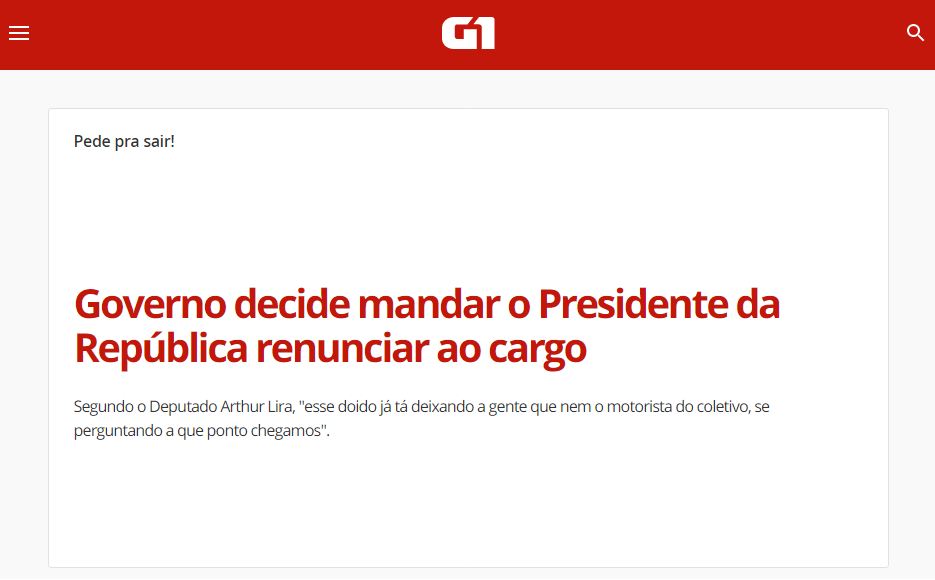 G1
Pede pra sair!
Governo decide mandar o Presidente da
República renunciar ao cargo
Segundo o Deputado Arthur Lira, "esse doido já tá deixando a gente que nem o motorista do coletivo, se
perguntando a que ponto chegamos".